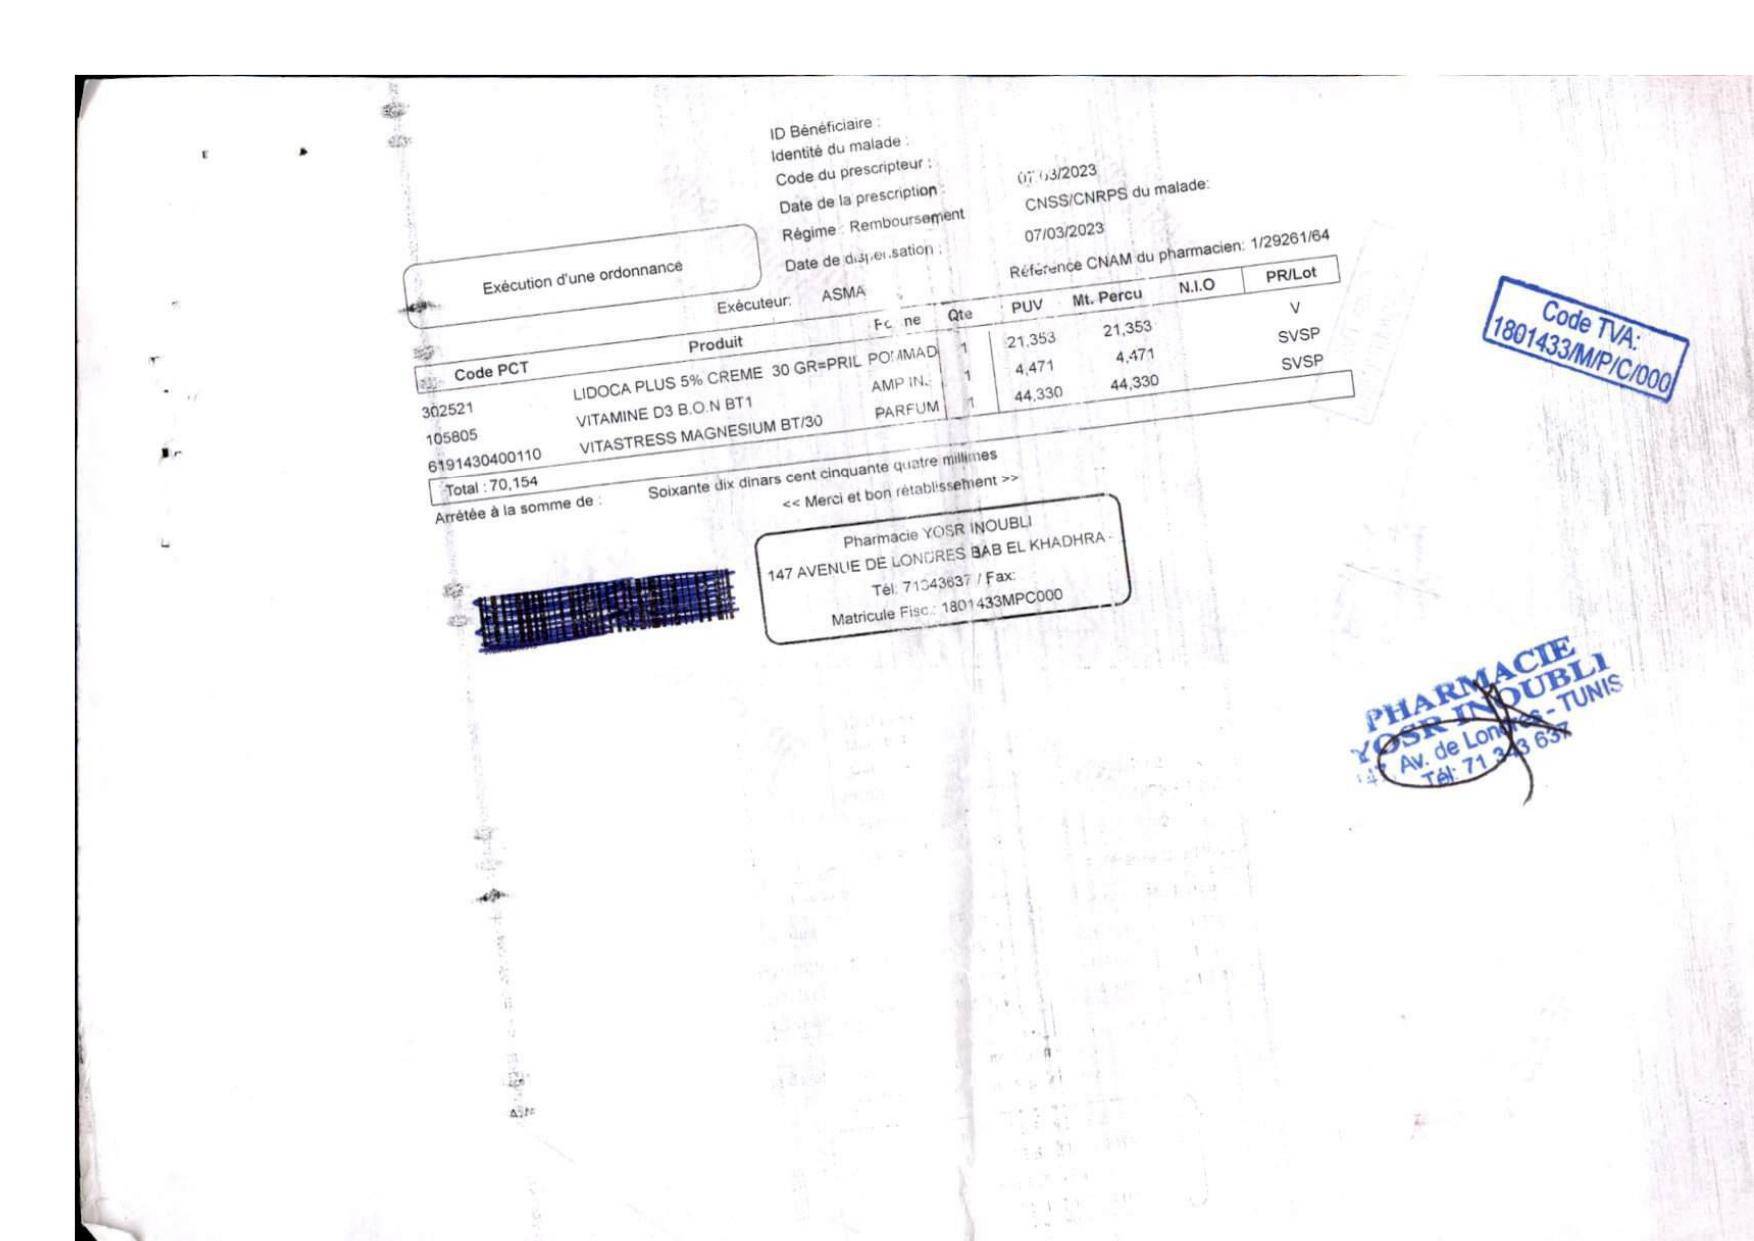 ID Bénéficiaire :
Identité du malade :
Code du prescripteur :
Date de la prescription : 07/03/2023
Régime : Remboursement CNSS/CNRPS du malade:
Date de dispensation : 07/03/2023
Exécution d'une ordonnance
Exécuteur: ASMA Référence CNAM du pharmacien: 1/29261/64
Code PCT Produit Forme Qte PUV Mt. Percu N.I.O PR/Lot
302521 LIDOCA PLUS 5% CREME 30 GR=PRIL POMMAD 1 21,353 21,353 V
105805 VITAMINE D3 B.O.N BT1 AMP IN.: 1 4,471 4,471 SVSP
6191430400110 VITASTRESS MAGNESIUM BT/30 PARFUM 1 44,330 44,330 SVSP
Total : 70,154
Arrétée à la somme de : Soixante dix dinars cent cinquante quatre millimes
<< Merci et bon rétablissement >>
Pharmacie YOSR INOUBLI
147 AVENUE DE LONDRES BAB EL KHADHRA -
Tél: 71343637 / Fax:
Matricule Fisc.: 1801433MPC000
Code TVA:
1801433/M/P/C/000
PHARMACIE
YOSR INOUBLI
147 Av. de Londres - TUNIS
Tél: 71 343 637